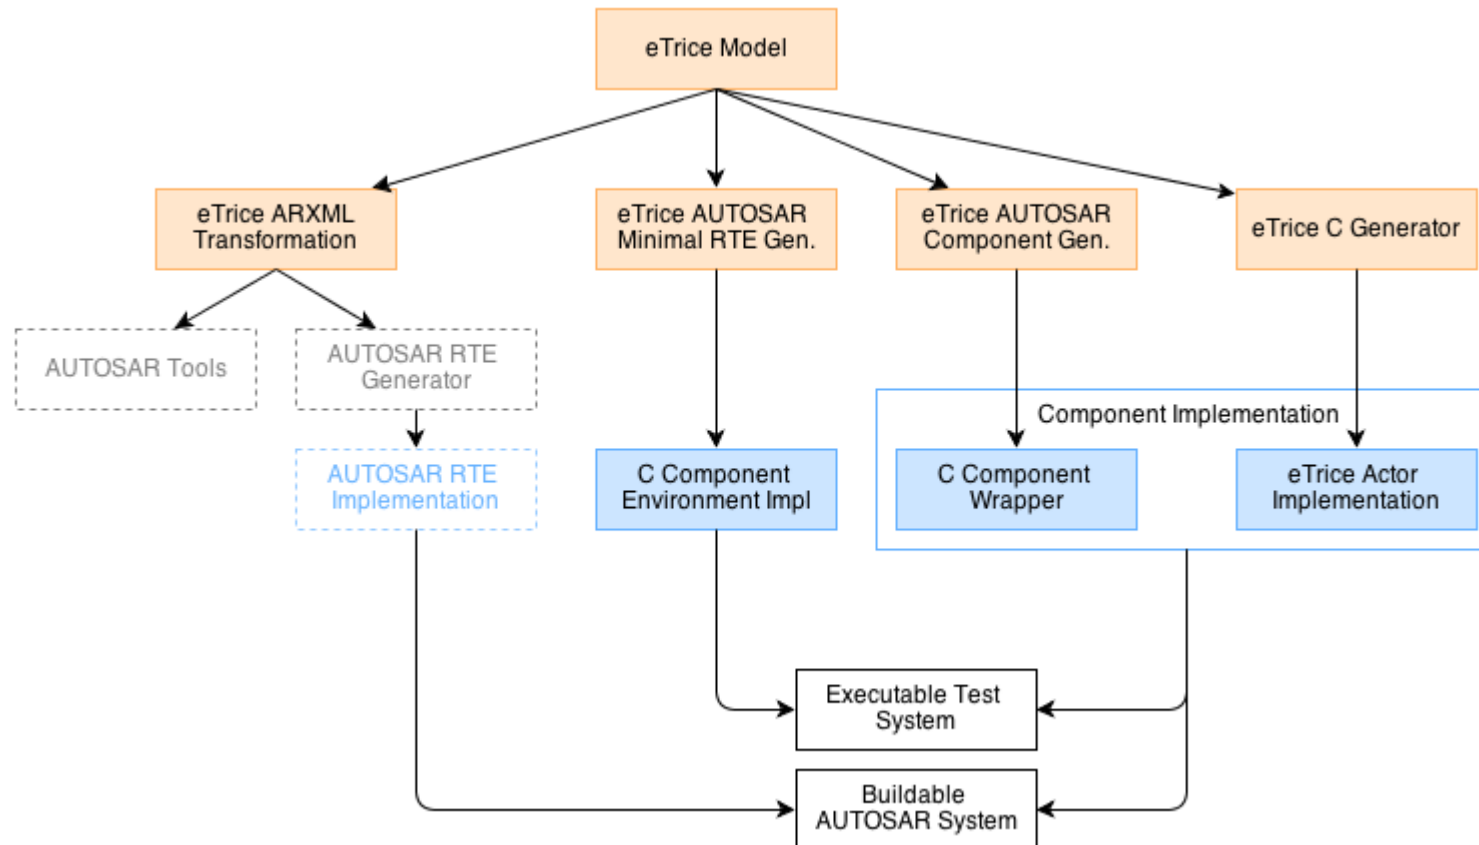 eTrice Model
eTrice ARXML
Transformation
eTrice AUTOSAR
Minimal RTE Gen.
eTrice AUTOSAR
Component Gen.
eTrice C Generator
AUTOSAR Tools
AUTOSAR RTE
Generator
Component Implementation
AUTOSAR RTE
Implementation
C Component
Environment Impl
C Component
Wrapper
eTrice Actor
Implementation
Executable Test
System
Buildable
AUTOSAR System